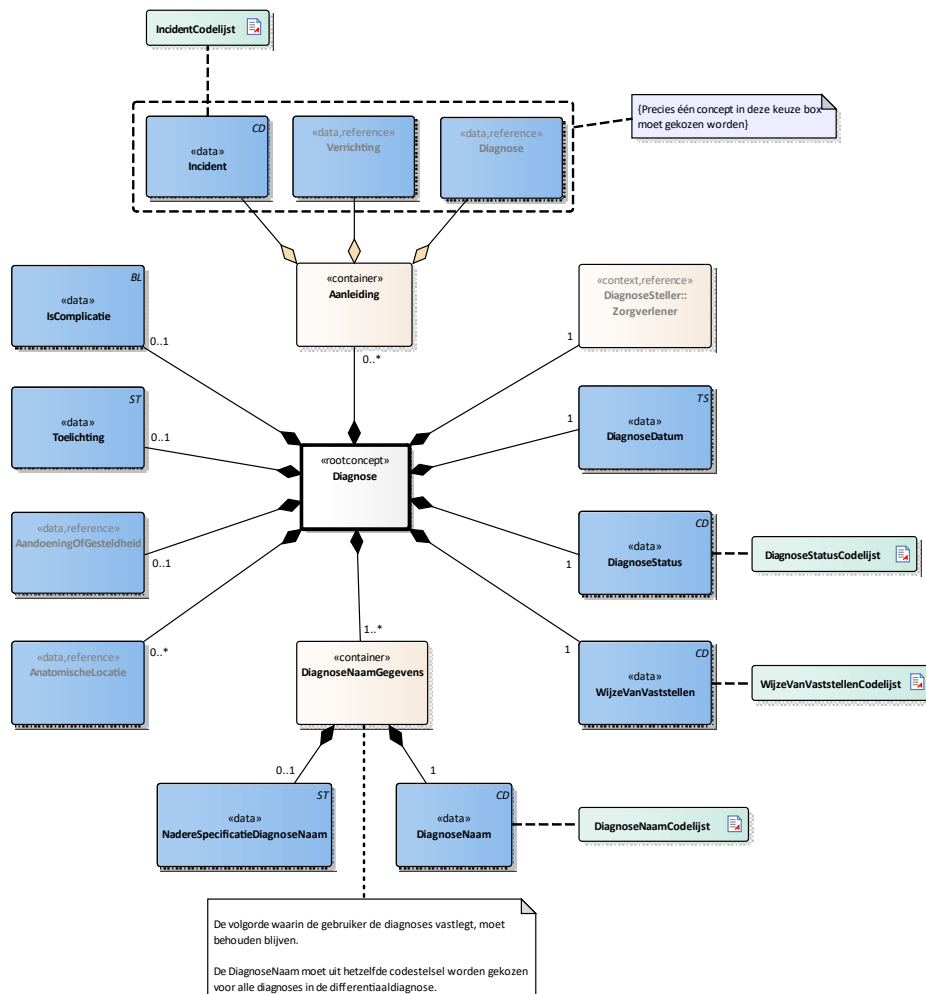 IncidentCodelijst
{Precies één concept in deze keuze box
moet gekozen worden}
CD
«data»
Incident
«data,reference»
Verrichting
«data,reference»
Diagnose
«container»
Aanleiding
0..*
BL
«data»
IsComplicatie
0..1
«context,reference»
DiagnoseSteller::
Zorgverlener
1
ST
«data»
Toelichting
0..1
TS
«data»
DiagnoseDatum
1
«rootconcept»
Diagnose
«data,reference»
AandoeningOfGesteldheid
0..1
CD
«data»
DiagnoseStatus
1
DiagnoseStatusCodelijst
«data,reference»
AnatomischeLocatie
0..*
1..*
«container»
DiagnoseNaamGegevens
CD
«data»
WijzeVanVaststellen
1
WijzeVanVaststellenCodelijst
0..1
1
ST
«data»
NadereSpecificatieDiagnoseNaam
CD
«data»
DiagnoseNaam
DiagnoseNaamCodelijst
De volgorde waarin de gebruiker de diagnoses vastlegt, moet
behouden blijven.
De DiagnoseNaam moet uit hetzelfde codestelsel worden gekozen
voor alle diagnoses in de differentiaaldiagnose.